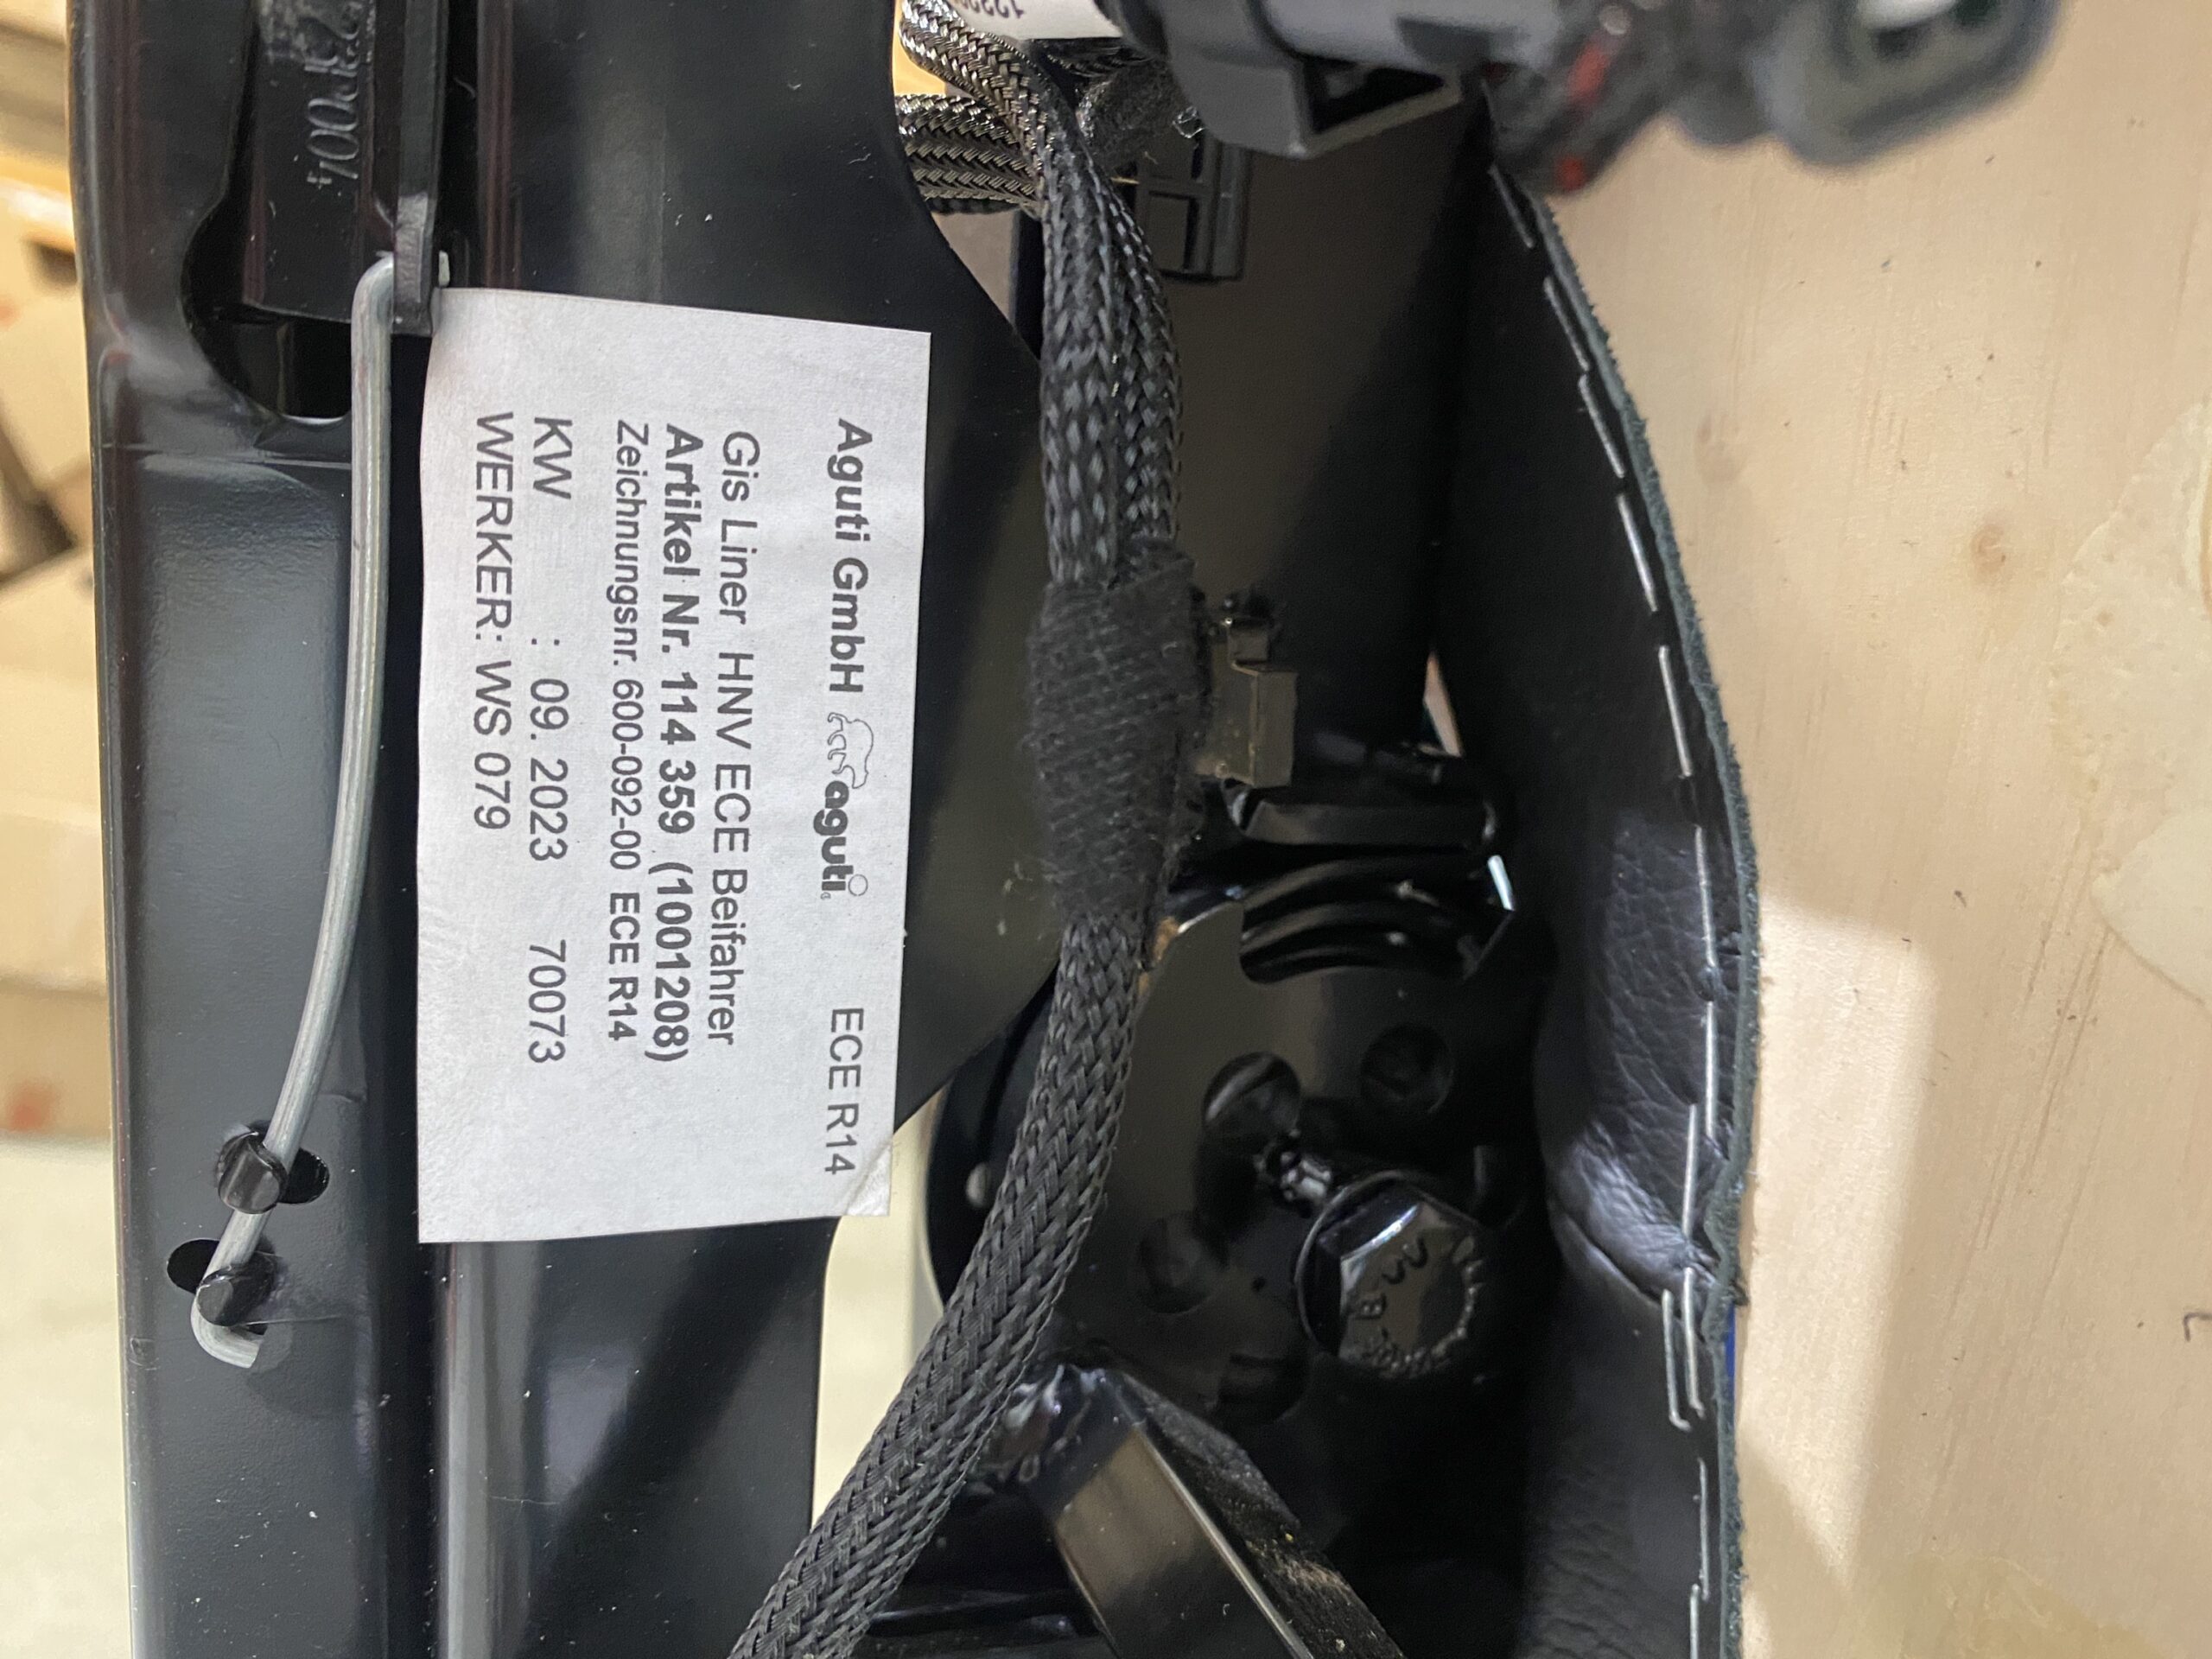 Aguti GmbH aguti ECE R14
Gis Liner HNV ECE Beifahrer
Artikel Nr. 114 359 (1001208)
Zeichnungsnr. 600-092-00 ECE R14
KW : 09. 2023 70073
WERKER: WS 079